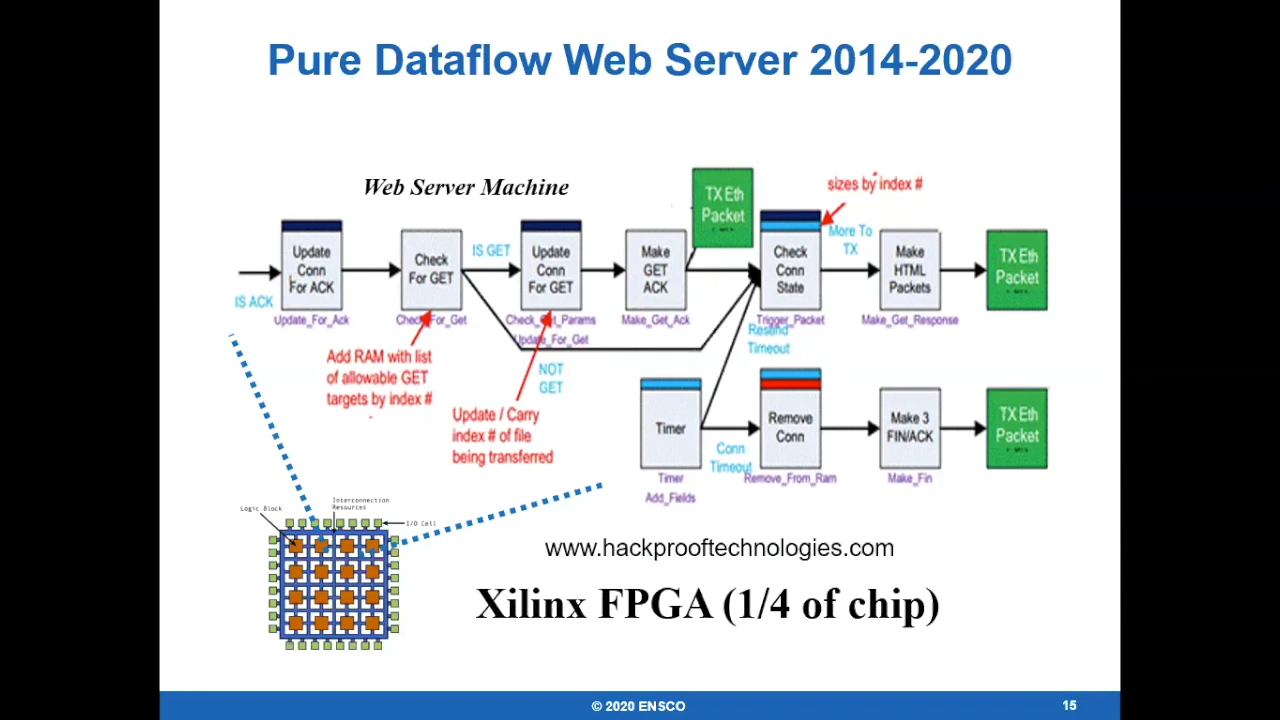 Pure Dataflow Web Server 2014-2020
Web Server Machine
TX Eth
Packet
sizes by index #
Update
Conn
For ACK
Check
For GET
IS GET
Update
Conn
For GET
Make
GET
ACK
Check
Conn
State
More To
TX
Make
HTML
Packets
TX Eth
Packet
IS ACK
Update_For_Ack
Check_For_Get
Check_Get_Params
Update_For_Get
Make_Get_Ack
Trigger_Packet
Make_Get_Response
Resend
Timeout
Add RAM with list
of allowable GET
targets by index #
NOT
GET
Update / Carry
index # of file
being transferred
Timer
Conn
Timeout
Remove
Conn
Make 3
FIN/ACK
TX Eth
Packet
Timer
Add_Fields
Remove_From_Ram
Make_Fin
Logic Block
Interconnection
Resources
I/O Cell
www.hackprooftechnologies.com
Xilinx FPGA (1/4 of chip)
© 2020 ENSCO
15